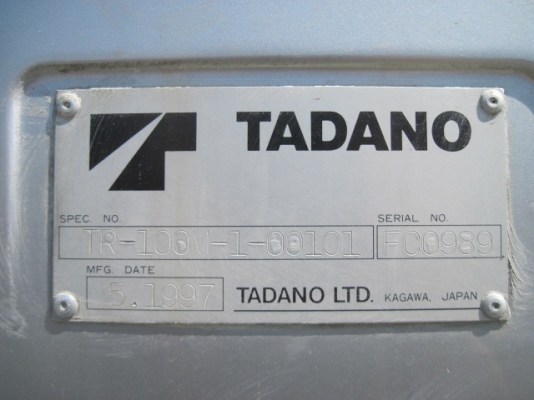 TADANO
SPEC. NO. SERIAL NO.
TR-100M-1-00101 FC0989
MFG. DATE
5.1997 TADANO LTD. KAGAWA, JAPAN